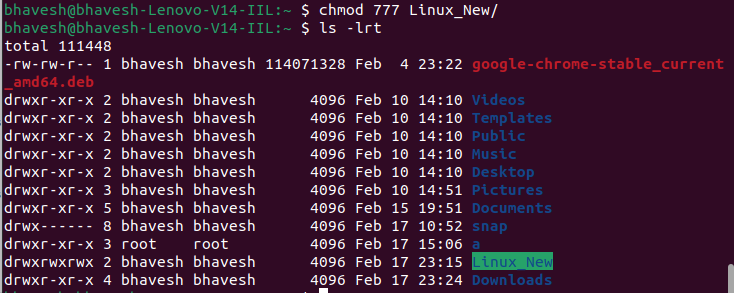 bhavesh@bhavesh-Lenovo-V14-IIL:~$ chmod 777 Linux_New/
bhavesh@bhavesh-Lenovo-V14-IIL:~$ ls -lrt
total 111448
-rw-rw-r-- 1 bhavesh bhavesh 114071328 Feb  4 23:22 google-chrome-stable_current
_amd64.deb
drwxr-xr-x 2 bhavesh bhavesh      4096 Feb 10 14:10 Videos
drwxr-xr-x 2 bhavesh bhavesh      4096 Feb 10 14:10 Templates
drwxr-xr-x 2 bhavesh bhavesh      4096 Feb 10 14:10 Public
drwxr-xr-x 2 bhavesh bhavesh      4096 Feb 10 14:10 Music
drwxr-xr-x 2 bhavesh bhavesh      4096 Feb 10 14:10 Desktop
drwxr-xr-x 3 bhavesh bhavesh      4096 Feb 10 14:51 Pictures
drwxr-xr-x 5 bhavesh bhavesh      4096 Feb 15 19:51 Documents
drwx------ 8 bhavesh bhavesh      4096 Feb 17 10:52 snap
drwxr-xr-x 3 root    root         4096 Feb 17 15:06 a
drwxrwxrwx 2 bhavesh bhavesh      4096 Feb 17 23:15 Linux_New
drwxr-xr-x 4 bhavesh bhavesh      4096 Feb 17 23:24 Downloads